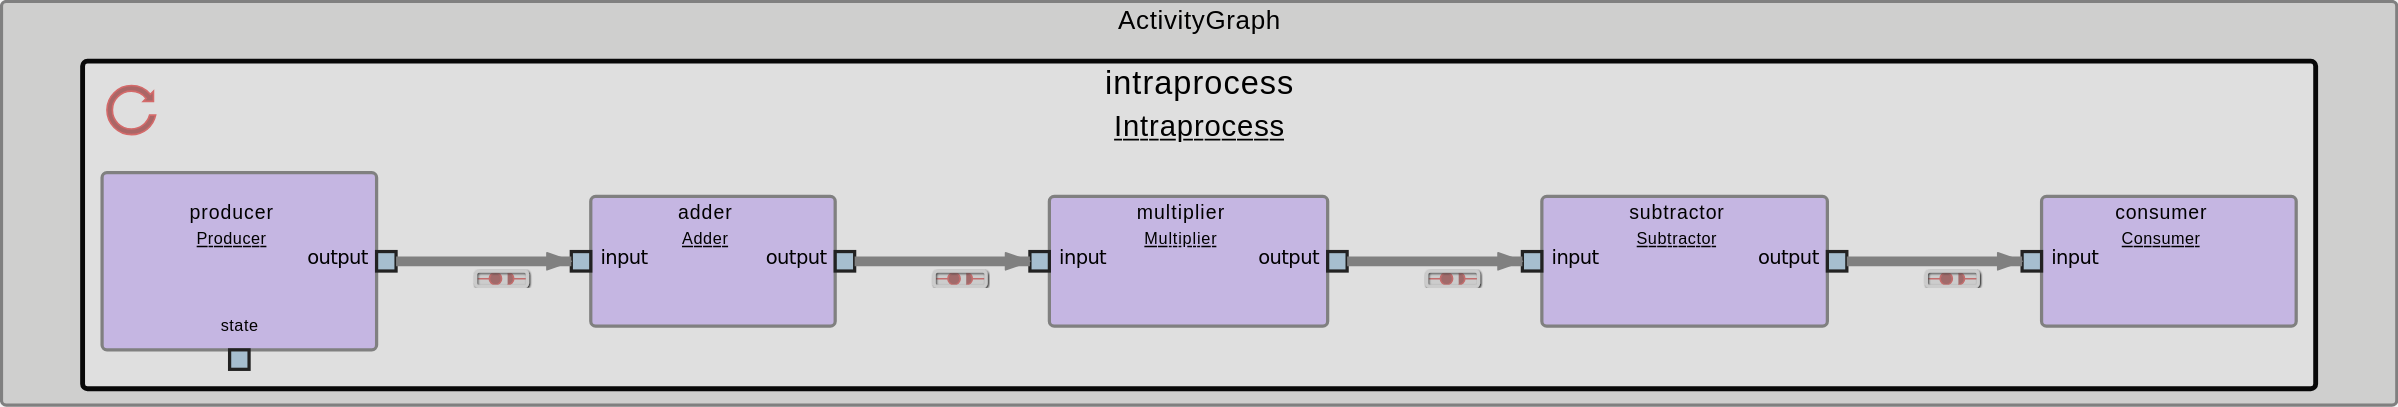 ActivityGraph
intraprocess
Intraprocess
producer
Producer
output
state
adder
Adder
input
output
multiplier
Multiplier
input
output
subtractor
Subtractor
input
output
consumer
Consumer
input